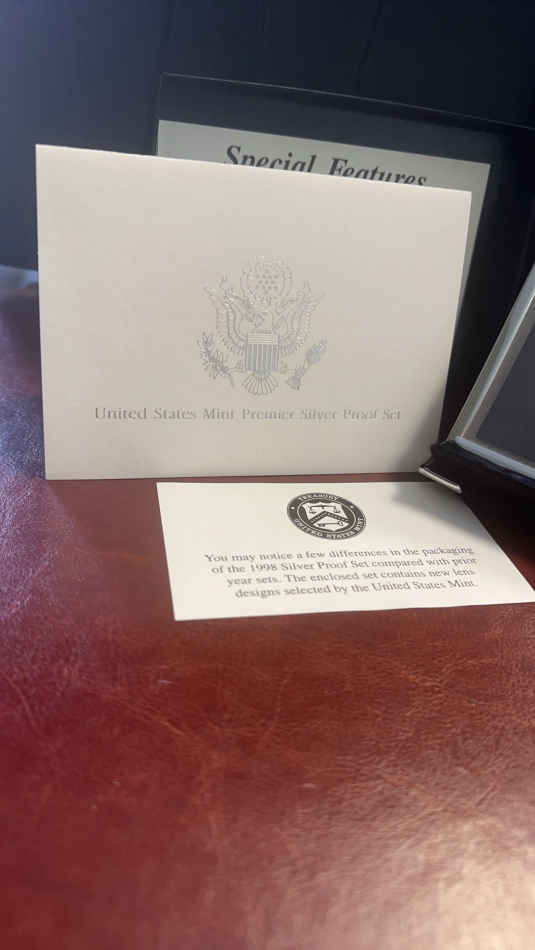 Special Features
United States Mint Premier Silver Proof Set
TREASURY
UNITED STATES MINT
You may notice a few differences in the packaging
of the 1998 Silver Proof Set compared with prior
year sets. The enclosed set contains new lens
designs selected by the United States Mint.